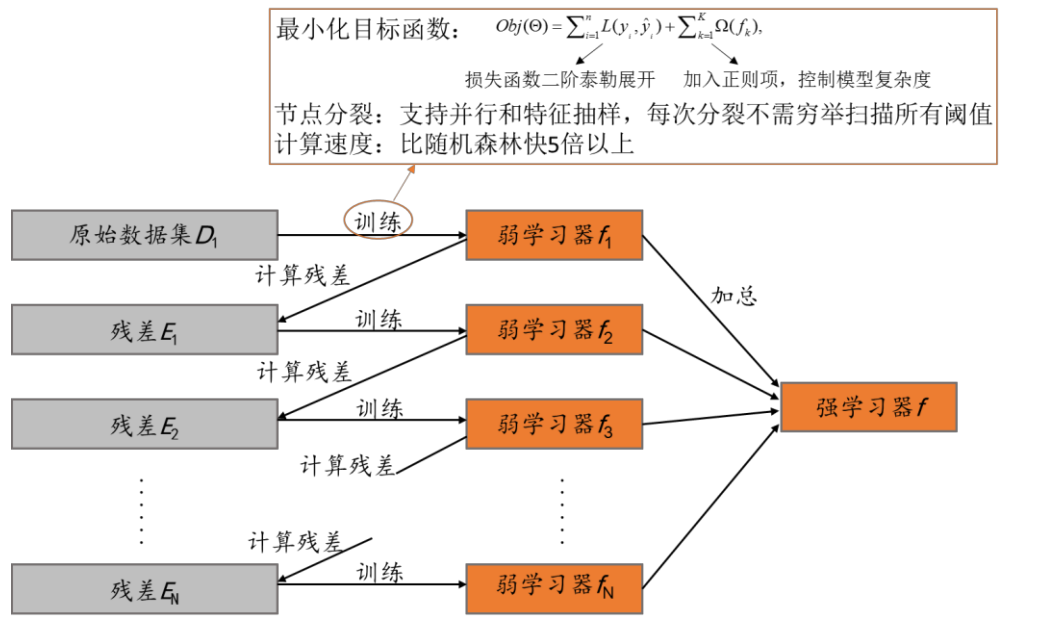 最小化目标函数： Obj(Θ) = ∑ⁿᵢ₌₁ L(yᵢ, ŷᵢ) + ∑ᴷₖ₌₁ Ω(fₖ),
损失函数二阶泰勒展开 加入正则项，控制模型复杂度
节点分裂：支持并行和特征抽样，每次分裂不需穷举扫描所有阈值
计算速度：比随机森林快5倍以上
原始数据集D₁ 训练 弱学习器f₁
计算残差
加总
残差E₁ 训练 弱学习器f₂
计算残差
强学习器f
残差E₂ 训练 弱学习器f₃
计算残差
计算残差
残差E_N 训练 弱学习器f_N